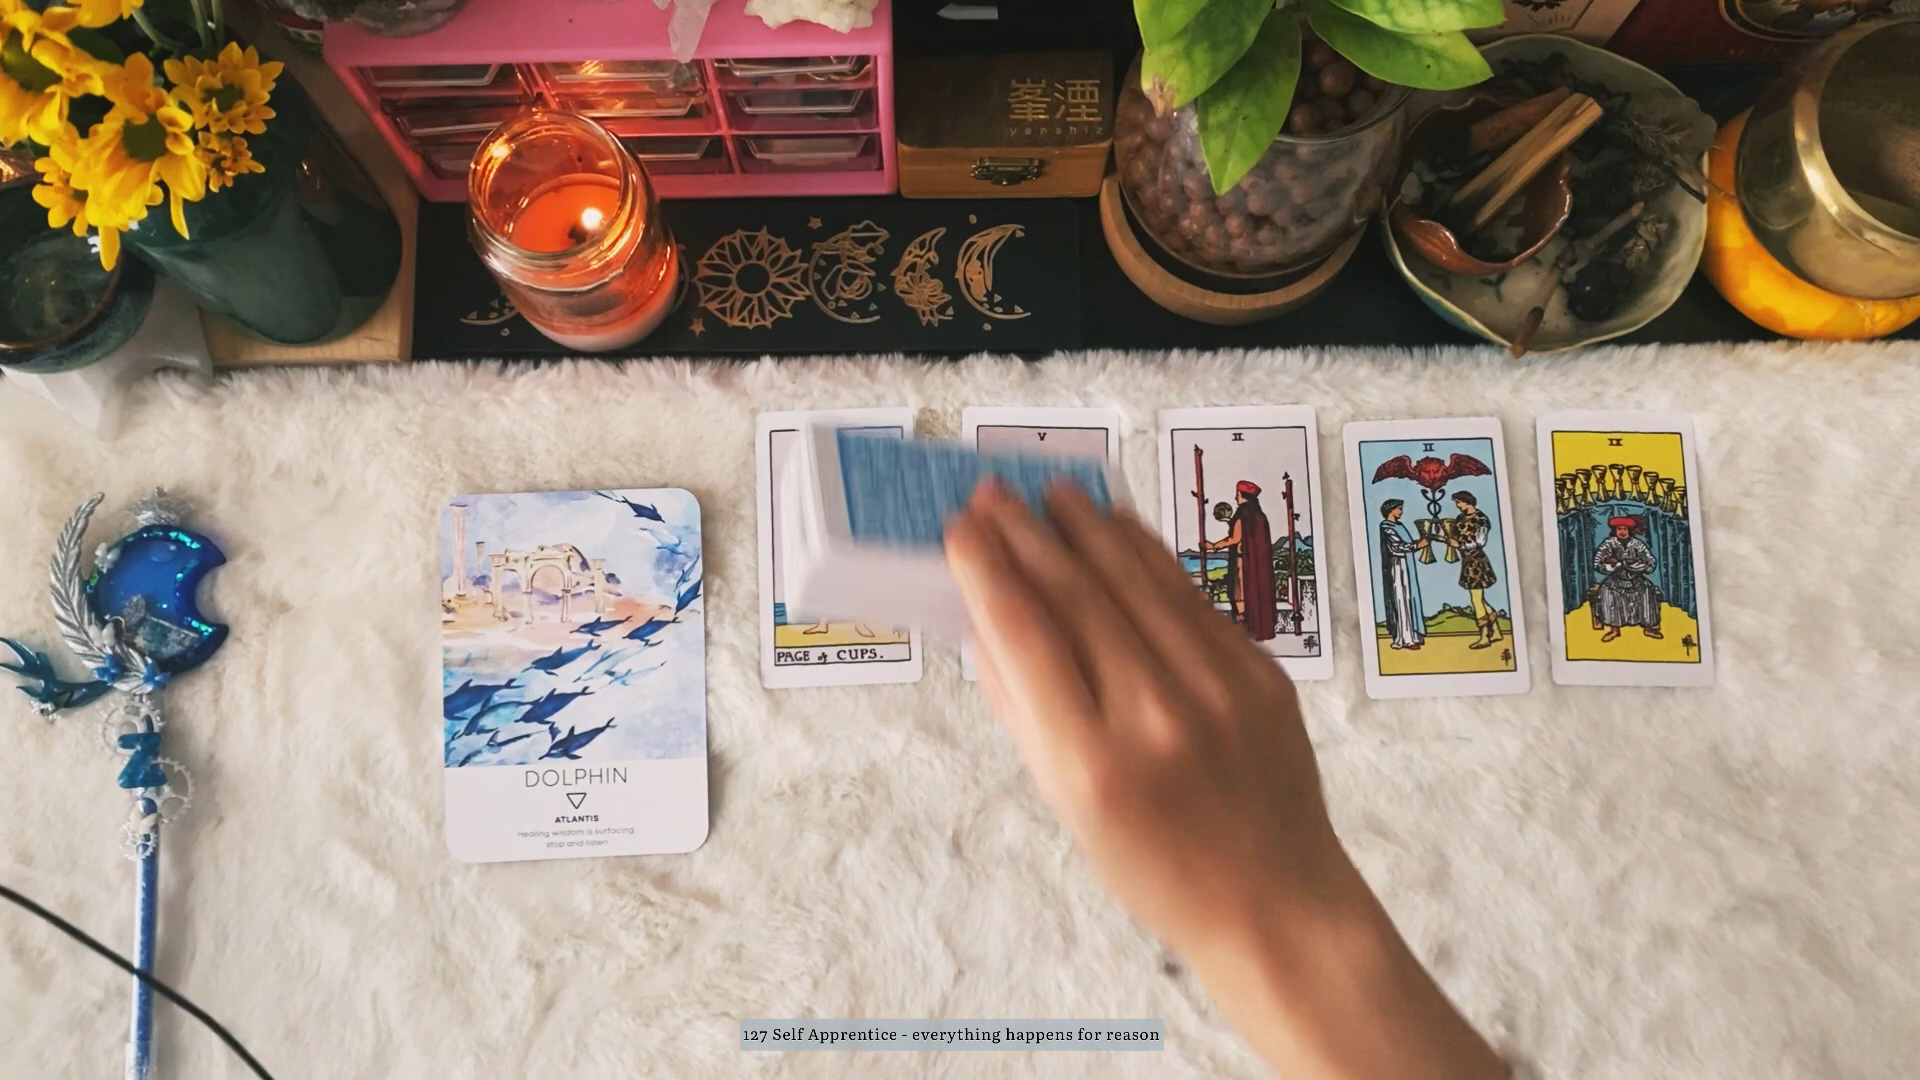 峯湮
yanshiz
V
II
II
IX
PAGE of CUPS.
DOLPHIN
ATLANTIS
Healing wisdom is surfacing,
stop and listen.
127 Self Apprentice - everything happens for reason